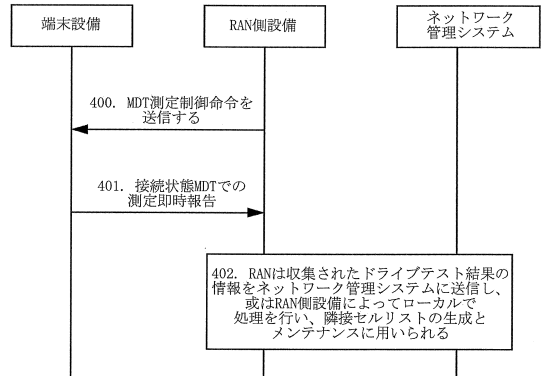 端末設備
RAN側設備
ネットワーク
管理システム
400. MDT測定制御命令を
送信する
401. 接続状態MDTでの
測定即時報告
402. RANは収集されたドライブテスト結果の
情報をネットワーク管理システムに送信し、
或はRAN側設備によってローカルで
処理を行い、隣接セルリストの生成と
メンテナンスに用いられる